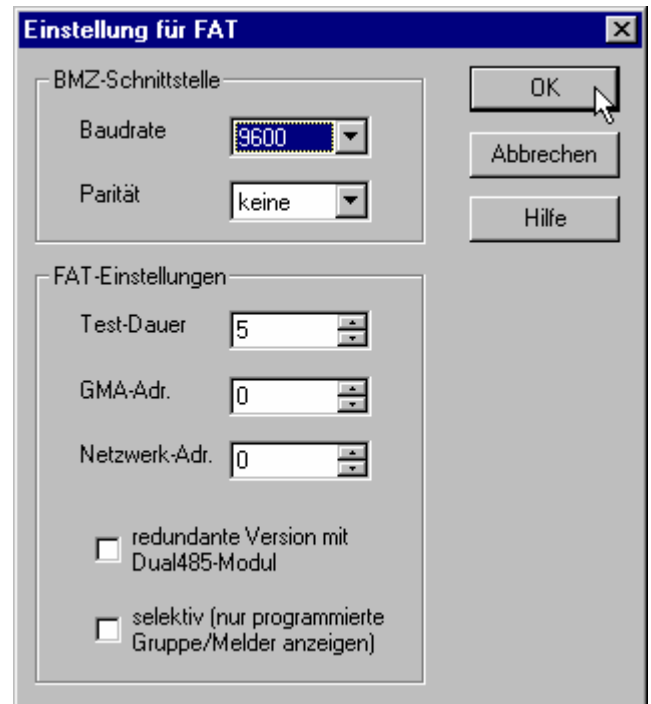 Einstellung für FAT
BMZ-Schnittstelle
Baudrate
9600
Parität
keine
OK
Abbrechen
Hilfe
FAT-Einstellungen
Test-Dauer
5
GMA-Adr.
0
Netzwerk-Adr.
0
redundante Version mit
Dual485-Modul
selektiv (nur programmierte
Gruppe/Melder anzeigen)